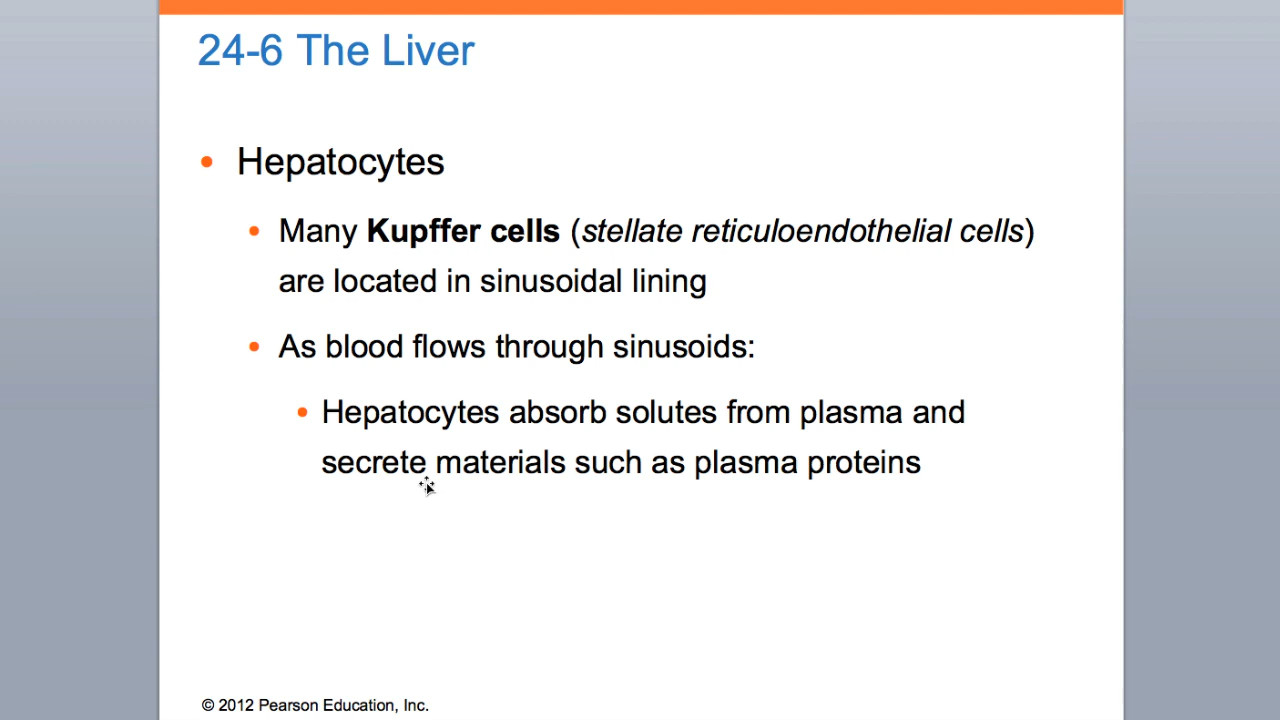 24-6 The Liver
• Hepatocytes
• Many Kupffer cells (stellate reticuloendothelial cells)
are located in sinusoidal lining
• As blood flows through sinusoids:
• Hepatocytes absorb solutes from plasma and
secrete materials such as plasma proteins
© 2012 Pearson Education, Inc.